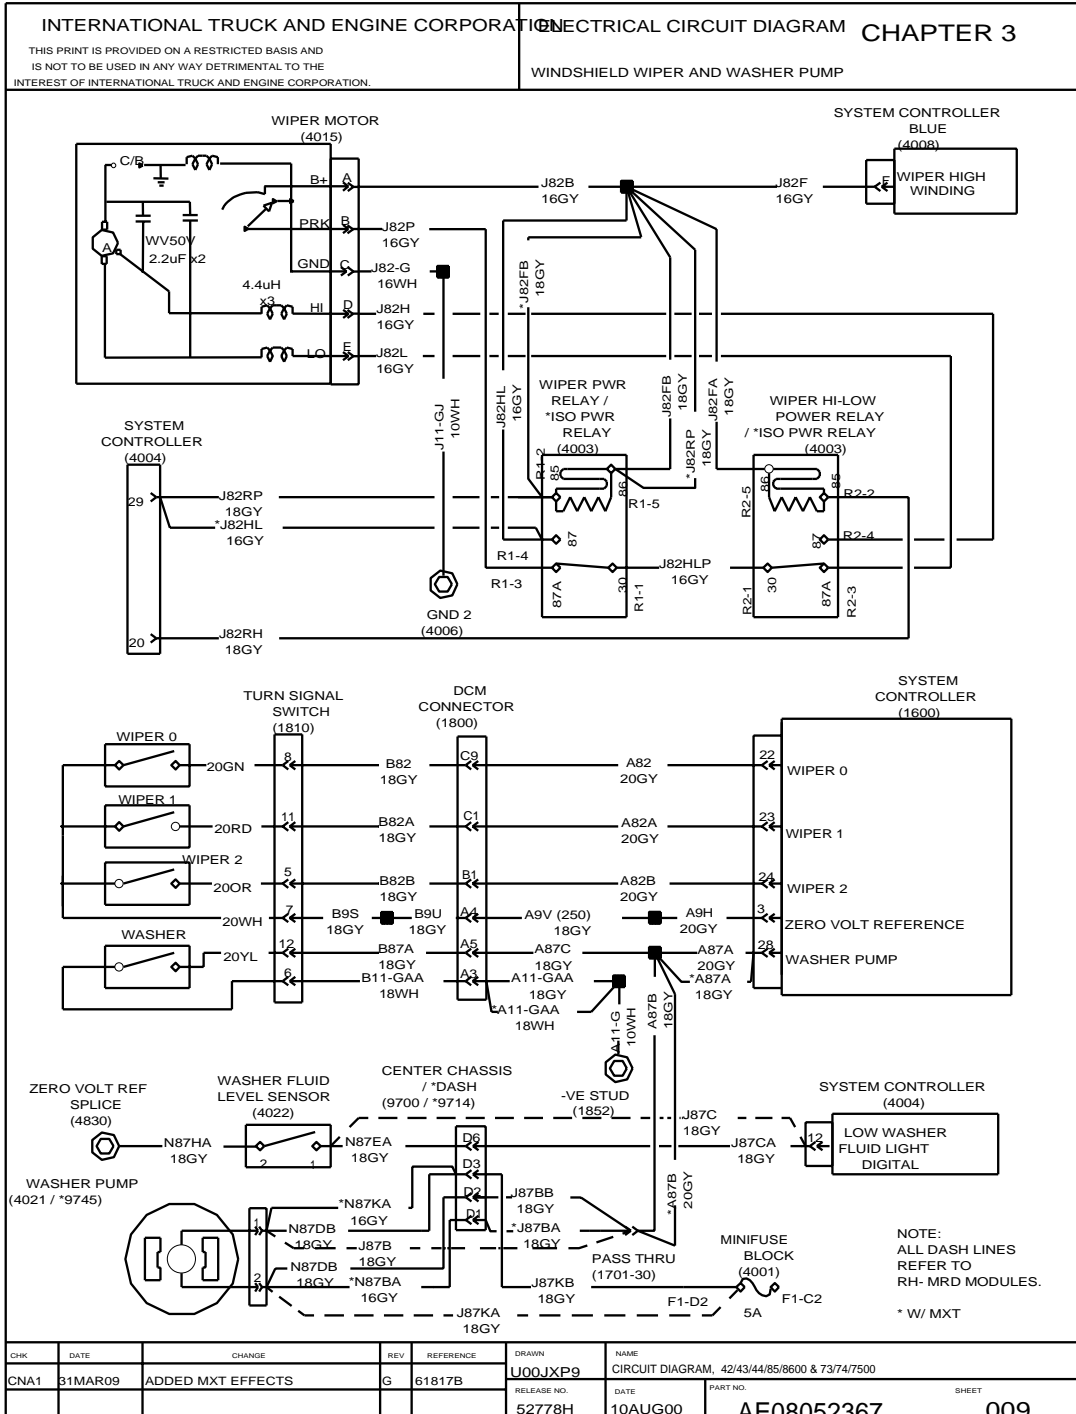 INTERNATIONAL TRUCK AND ENGINE CORPORATION
THIS PRINT IS PROVIDED ON A RESTRICTED BASIS AND
IS NOT TO BE USED IN ANY WAY DETRIMENTAL TO THE
INTEREST OF INTERNATIONAL TRUCK AND ENGINE CORPORATION.
ELECTRICAL CIRCUIT DIAGRAM CHAPTER 3
WINDSHIELD WIPER AND WASHER PUMP
WIPER MOTOR
(4015)
SYSTEM CONTROLLER
BLUE
(4008)
C/B
B+ A
J82B
16GY
J82F
16GY
F
WIPER HIGH
WINDING
PRK B
J82P
16GY
A
WV50V
2.2uF x2
GND C
J82-G
16WH
4.4uH
x3
HI D
J82H
16GY
LO E
J82L
16GY
*J82FB
18GY
J82HL
16GY
J11-GJ
10WH
J82FB
18GY
*J82RP
18GY
J82FA
18GY
WIPER PWR
RELAY /
*ISO PWR
RELAY
(4003)
WIPER HI-LOW
POWER RELAY
/ *ISO PWR RELAY
(4003)
SYSTEM
CONTROLLER
(4004)
29
J82RP
18GY
*J82HL
16GY
R1-2
85
86
R1-5
87
R1-4
R1-3
87A
30
R1-1
J82HLP
16GY
R2-5
86
85
R2-2
87
R2-4
R2-1
30
87A
R2-3
GND 2
(4006)
20
J82RH
18GY
TURN SIGNAL
SWITCH
(1810)
DCM
CONNECTOR
(1800)
SYSTEM
CONTROLLER
(1600)
WIPER 0
20GN
8
B82
18GY
C9
A82
20GY
22
WIPER 0
WIPER 1
20RD
11
B82A
18GY
C1
A82A
20GY
23
WIPER 1
WIPER 2
20OR
5
B82B
18GY
B1
A82B
20GY
24
WIPER 2
20WH
7
B9S
18GY
B9U
18GY
A4
A9V (250)
18GY
A9H
20GY
3
ZERO VOLT REFERENCE
WASHER
20YL
12
B87A
18GY
A5
A87C
18GY
A87A
20GY
*A87A
18GY
28
WASHER PUMP
6
B11-GAA
18WH
A3
A11-GAA
18GY
*A11-GAA
18WH
A11-G
10WH
A87B
18GY
-VE STUD
(1852)
ZERO VOLT REF
SPLICE
(4830)
WASHER FLUID
LEVEL SENSOR
(4022)
CENTER CHASSIS
/ *DASH
(9700 / *9714)
SYSTEM CONTROLLER
(4004)
N87HA
18GY
2
1
N87EA
18GY
D6
J87C
18GY
J87CA
18GY
12
LOW WASHER
FLUID LIGHT
DIGITAL
WASHER PUMP
(4021 / *9745)
D3
D2
D1
*N87KA
16GY
1
N87DB
18GY
J87B
18GY
N87DB
18GY
2
*N87BA
16GY
J87BB
18GY
*J87BA
18GY
*A87B
20GY
PASS THRU
(1701-30)
J87KB
18GY
J87KA
18GY
MINIFUSE
BLOCK
(4001)
F1-D2
F1-C2
5A
NOTE:
ALL DASH LINES
REFER TO
RH- MRD MODULES.
* W/ MXT
CHK DATE CHANGE REV REFERENCE
CNA1 31MAR09 ADDED MXT EFFECTS G 61817B
DRAWN
U00JXP9
NAME
CIRCUIT DIAGRAM, 42/43/44/85/8600 & 73/74/7500
RELEASE NO.
52778H
DATE
10AUG00
PART NO.
AF08052367
SHEET
009